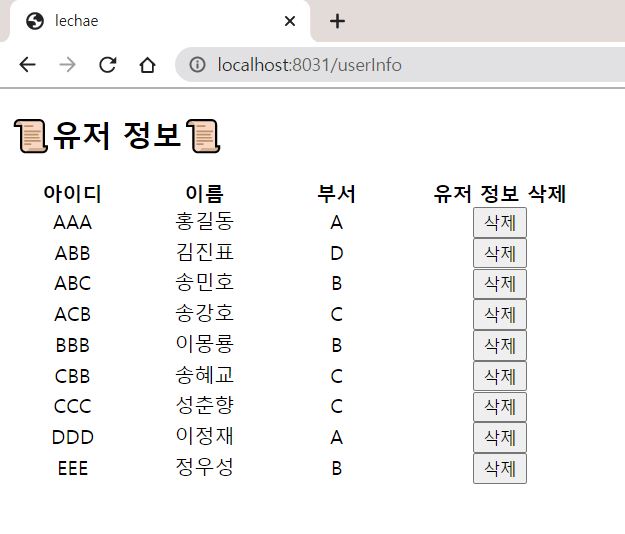 lechae
localhost:8031/userInfo
📜유저 정보📜
아이디 이름 부서 유저 정보 삭제
AAA 홍길동 A 삭제
ABB 김진표 D 삭제
ABC 송민호 B 삭제
ACB 송강호 C 삭제
BBB 이몽룡 B 삭제
CBB 송혜교 C 삭제
CCC 성춘향 C 삭제
DDD 이정재 A 삭제
EEE 정우성 B 삭제